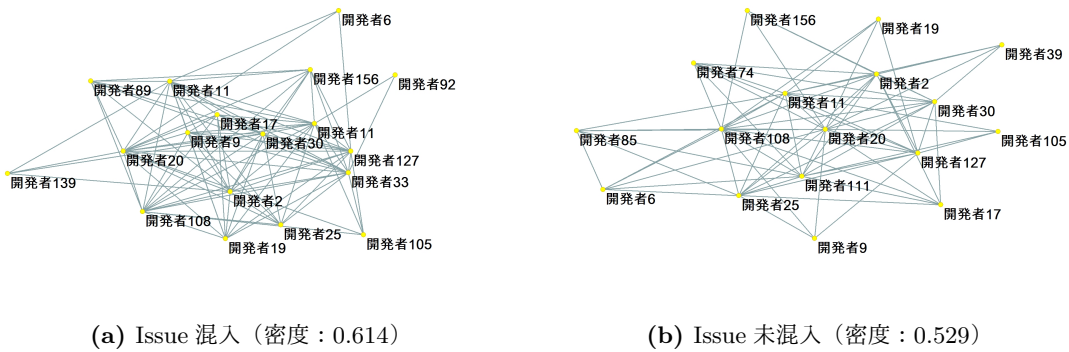 開発者6
開発者156
開発者92
開発者89
開発者11
開発者17
開発者11
開発者9
開発者30
開発者20
開発者127
開発者139
開発者33
開発者2
開発者108
開発者25
開発者19
開発者105
(a) Issue 混入（密度：0.614）
開発者156
開発者19
開発者39
開発者74
開発者2
開発者11
開発者30
開発者85
開発者108
開発者20
開発者105
開発者127
開発者111
開発者6
開発者25
開発者17
開発者9
(b) Issue 未混入（密度：0.529）